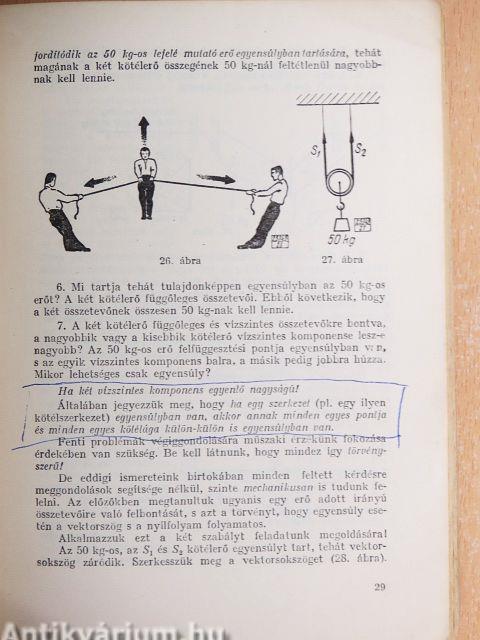 jordítódik az 50 kg-os lefelé mutató erő egyensúlyban tartására, tehát
magának a két kötélerő összegének 50 kg-nál feltétlenül nagyobb-
nak kell lennie.
S1
S2
50 kg
26. ábra
27. ábra
6. Mi tartja tehát tulajdonképpen egyensúlyban az 50 kg-os
erőt? A két kötélerő függőleges összetevői. Ebből következik, hogy
a két összetevőnek összesen 50 kg-nak kell lenni.
7. A két kötélerő függőleges és vízszintes összetevőkre bontva,
a nagyobbik vagy a kisebbik kötélerő vízszintes komponense lesz-e
nagyobb? Az 50 kg-os erő felfüggesztési pontja egyensúlyban van,
s az egyik vízszintes komponens balra, a másik pedig jobbra húzza.
Mikor lehetséges csak egyensúly?
Ha két vízszintes komponens egyenlő nagyságú!
Általában jegyezzük meg, hogy ha egy szerkezet (pl. egy ilyen
kötélszerkezet) egyensúlyban van, akkor annak minden egyes pontja
és minden egyes kötélága külön-külön is egyensúlyban van.
Fenti problémák végiggondolására műszaki érzékünk fokozása
érdekében van szükség. Be kell látnunk, hogy mindez így törvény-
szerű!
De eddigi ismereteink birtokában minden feltett kérdésre
meggondolások segítsége nélkül, szinte mechanikusan is tudunk fe-
lelni. Az előzőkben megtanultuk ugyanis egy erő adott irányú
összetevőire való felbontását, s azt a törvényt, hogy egyensúly ese-
tén a vektorszög s a nyílfolyam folyamatos.
Alkalmazzuk ezt a két szabályt feladatunk megoldására!
Az 50 kg-os, az S1 és S2 kötélerő egyensúlyt tart, tehát vektor-
sokszög záródik. Szerkesszük meg a vektorsokszöget (28. ábra).
29
Antikvárium.hu